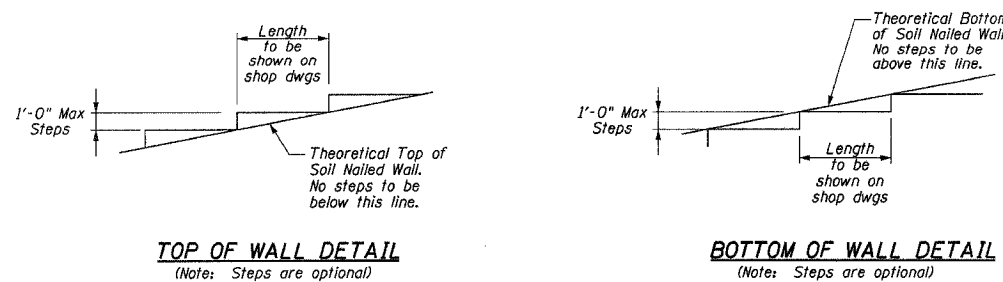 Length
to be
shown on
shop dwgs
1'-0" Max
Steps
Theoretical Top of
Soil Nailed Wall.
No steps to be
below this line.
TOP OF WALL DETAIL
(Note: Steps are optional)
Theoretical Bottom
of Soil Nailed Wall
No steps to be
above this line.
1'-0" Max
Steps
Length
to be
shown on
shop dwgs
BOTTOM OF WALL DETAIL
(Note: Steps are optional)